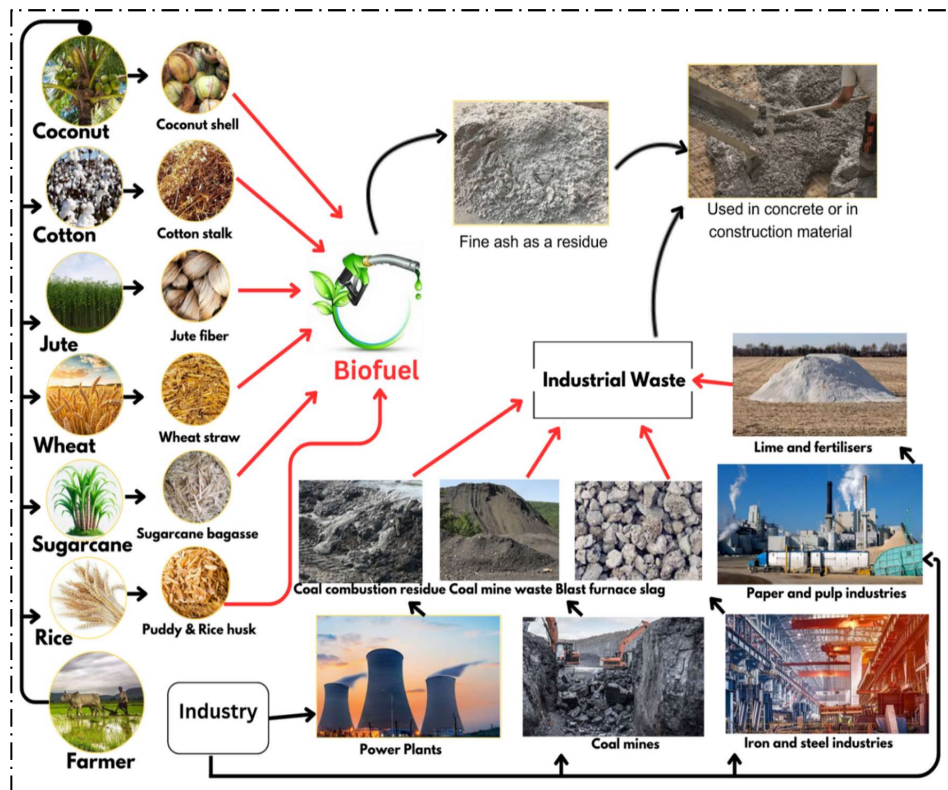 Coconut
Coconut shell
Cotton
Cotton stalk
Jute
Jute fiber
Wheat
Wheat straw
Sugarcane
Sugarcane bagasse
Rice
Puddy & Rice husk
Farmer
Biofuel
Fine ash as a residue
Used in concrete or in
construction material
Industrial Waste
Lime and fertilisers
Coal combustion residue
Coal mine waste
Blast furnace slag
Paper and pulp industries
Industry
Power Plants
Coal mines
Iron and steel industries